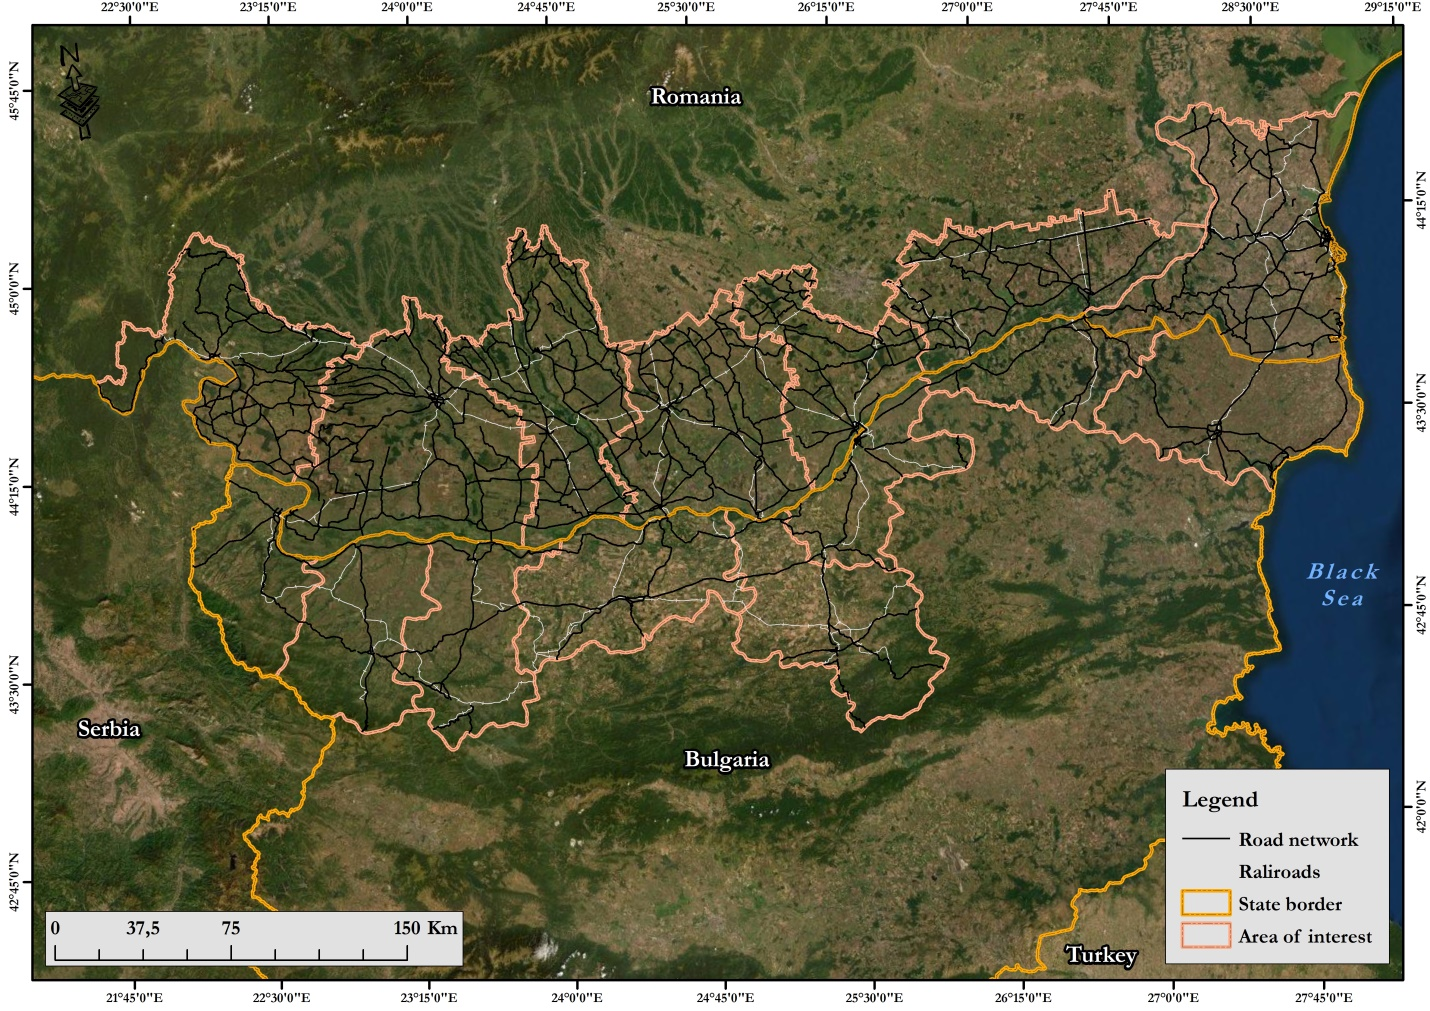 22°30'0"E 23°15'0"E 24°0'0"E 24°45'0"E 25°30'0"E 26°15'0"E 27°0'0"E 27°45'0"E 28°30'0"E 29°15'0"E
N
45°45'0"N
45°0'0"N
44°15'0"N
43°30'0"N
42°45'0"N
Romania
Serbia
Bulgaria
Turkey
Black
Sea
44°15'0"N
43°30'0"N
42°45'0"N
42°0'0"N
Legend
Road network
Raliroads
State border
Area of interest
0 37,5 75 150 Km
21°45'0"E 22°30'0"E 23°15'0"E 24°0'0"E 24°45'0"E 25°30'0"E 26°15'0"E 27°0'0"E 27°45'0"E